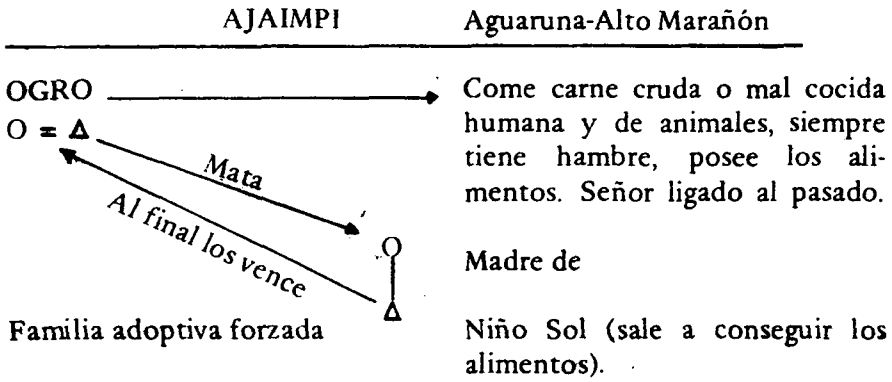 AJAIMPI Aguaruna-Alto Marañón
OGRO Come carne cruda o mal cocida
O = Δ humana y de animales, siempre
tiene hambre, posee los ali-
mentos. Señor ligado al pasado.
Mata
Al final los vence
O
Madre de
Δ
Familia adoptiva forzada Niño Sol (sale a conseguir los
alimentos).